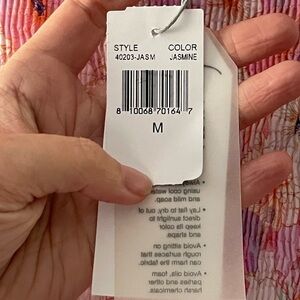 STYLE COLOR
40203-JASM JASMINE
8 10068 70164 7
M
using cool water
and mild soap.
• Lay flat to dry, out of
direct sunlight to
keep its color
and shape.
• Avoid sitting on
rough surfaces that
can harm the fabric.
• Avoid oils, foam
parties and other
harsh chemicals.